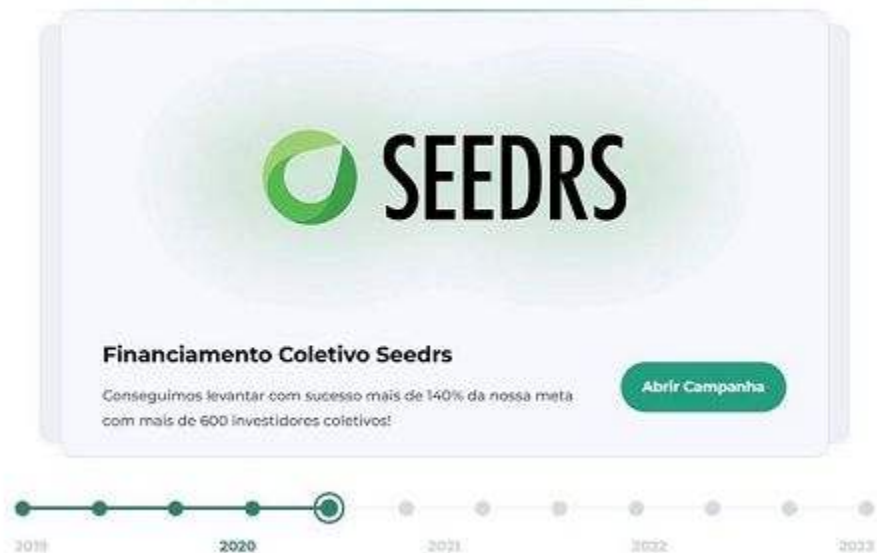 SEEDRS
Financiamento Coletivo Seedrs
Conseguimos levantar com sucesso mais de 140% da nossa meta
com mais de 600 investidores coletivos!
Abrir Campanha
2019 2020 2021 2022 2023